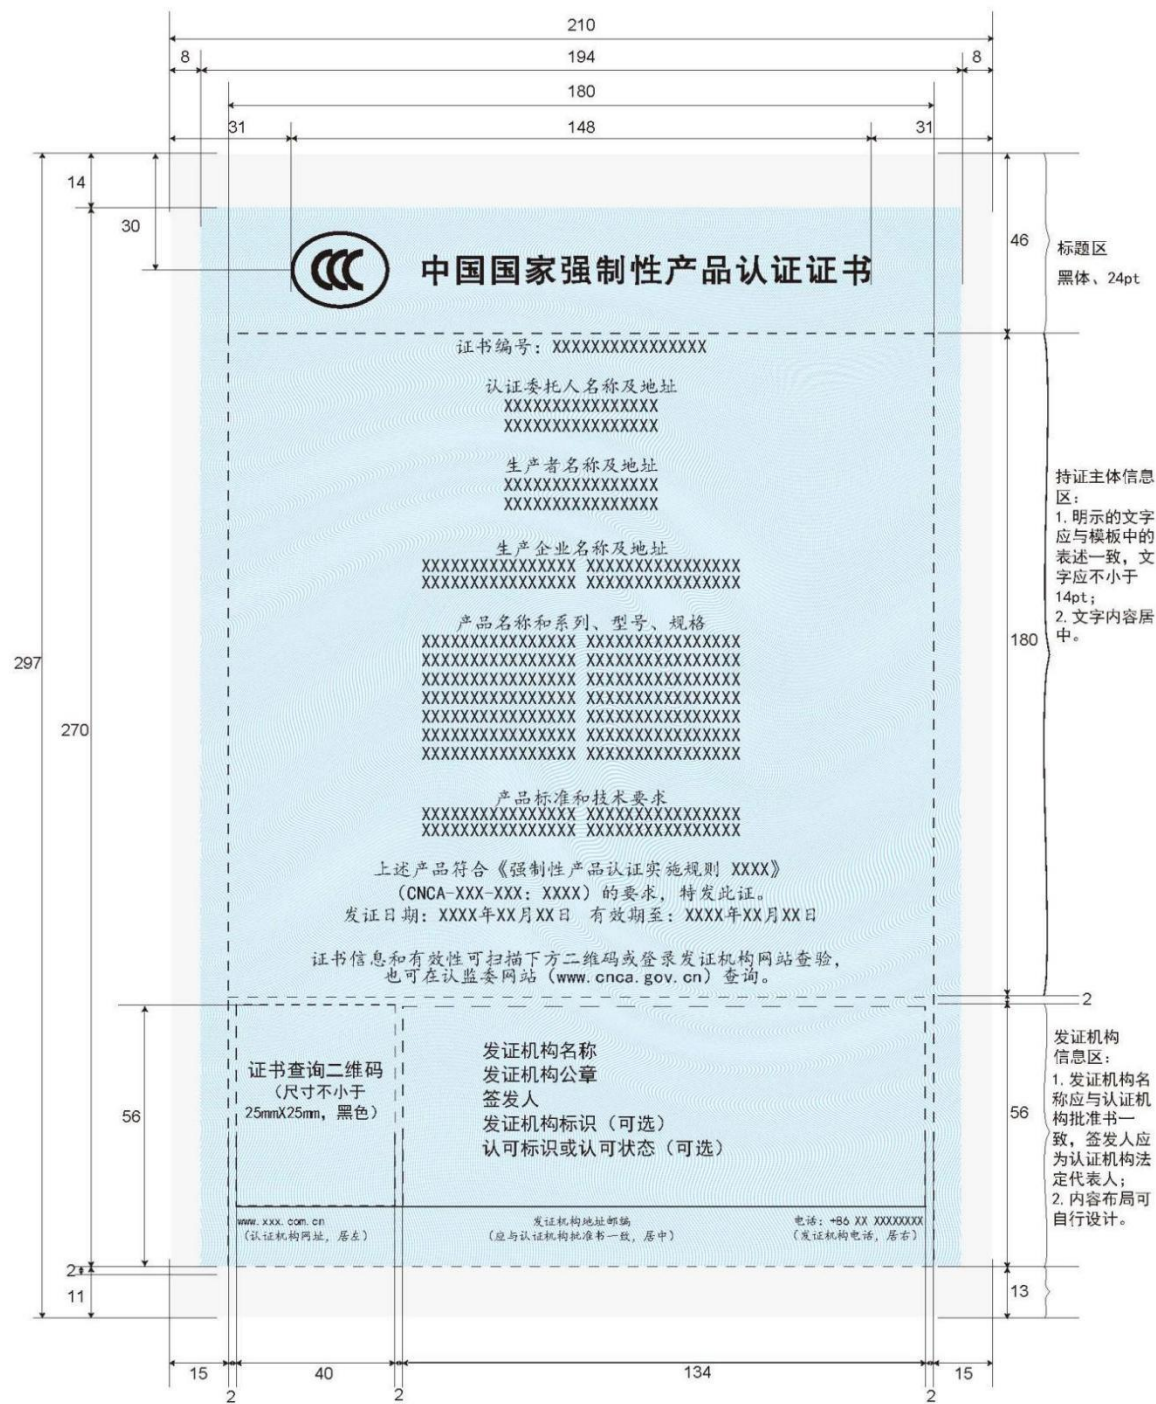 210
8
194
8
180
31
148
31
14
30
46
标题区
黑体、24pt
CCC
中国国家强制性产品认证证书
证书编号：XXXXXXXXXXXXXXXX
认证委托人名称及地址
XXXXXXXXXXXXXXXX
XXXXXXXXXXXXXXXX
生产者名称及地址
XXXXXXXXXXXXXXXX
XXXXXXXXXXXXXXXX
生产企业名称及地址
XXXXXXXXXXXXXXXX XXXXXXXXXXXXXXXX
XXXXXXXXXXXXXXXX XXXXXXXXXXXXXXXX
产品名称和系列、型号、规格
XXXXXXXXXXXXXXXX XXXXXXXXXXXXXXXX
XXXXXXXXXXXXXXXX XXXXXXXXXXXXXXXX
XXXXXXXXXXXXXXXX XXXXXXXXXXXXXXXX
XXXXXXXXXXXXXXXX XXXXXXXXXXXXXXXX
XXXXXXXXXXXXXXXX XXXXXXXXXXXXXXXX
XXXXXXXXXXXXXXXX XXXXXXXXXXXXXXXX
XXXXXXXXXXXXXXXX XXXXXXXXXXXXXXXX
产品标准和技术要求
XXXXXXXXXXXXXXXX XXXXXXXXXXXXXXXX
XXXXXXXXXXXXXXXX XXXXXXXXXXXXXXXX
上述产品符合《强制性产品认证实施规则 XXXX》
（CNCA-XXX-XXX：XXXX）的要求，特发此证。
发证日期：XXXX年XX月XX日 有效期至：XXXX年XX月XX日
证书信息和有效性可扫描下方二维码或登录发证机构网站查验，
也可在认监委网站（www.cnca.gov.cn）查询。
297
270
180
持证主体信息
区：
1. 明示的文字
应与模板中的
表述一致，文
字应不小于
14pt；
2. 文字内容居
中。
2
56
证书查询二维码
（尺寸不小于
25mmX25mm，黑色）
发证机构名称
发证机构公章
签发人
发证机构标识（可选）
认可标识或认可状态（可选）
56
发证机构
信息区：
1. 发证机构名
称应与认证机
构批准书一
致，签发人应
为认证机构法
定代表人；
2. 内容布局可
自行设计。
www.xxx.com.cn
（认证机构网址，居左）
发证机构地址邮编
（应与认证机构批准书一致，居中）
电话：+86 XX XXXXXXXX
（发证机构电话，居右）
2
11
13
15
40
134
15
2
2
2